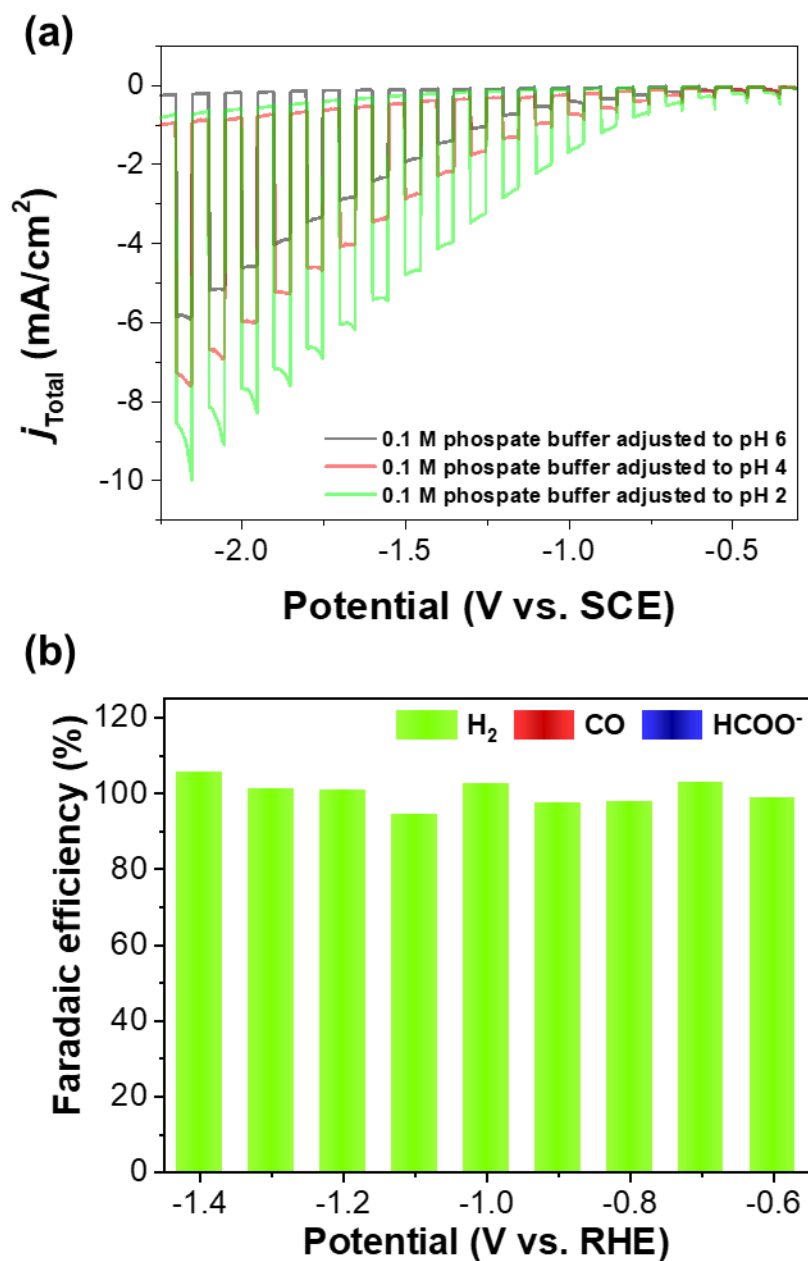 (a)
0
-2
-4
-6
-8
-10
j_Total (mA/cm²)
0.1 M phospate buffer adjusted to pH 6
0.1 M phospate buffer adjusted to pH 4
0.1 M phospate buffer adjusted to pH 2
-2.0 -1.5 -1.0 -0.5
Potential (V vs. SCE)
(b)
H₂ CO HCOO⁻
120
100
80
60
40
20
0
Faradaic efficiency (%)
-1.4 -1.2 -1.0 -0.8 -0.6
Potential (V vs. RHE)